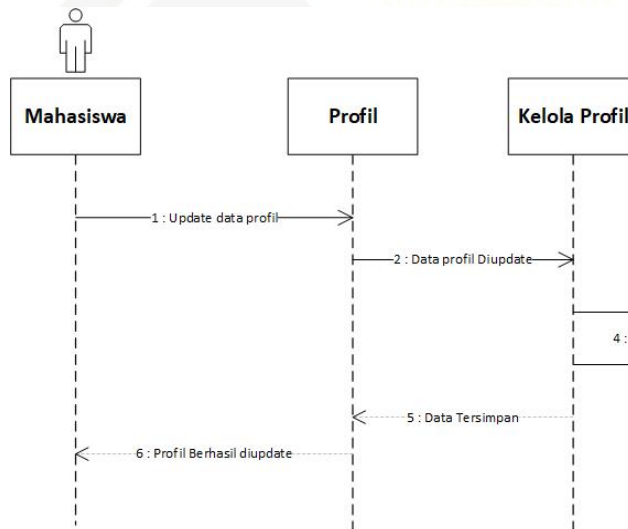 Mahasiswa
Profil
Kelola Profil
1 : Update data profil
2 : Data profil Diupdate
4 :
5 : Data Tersimpan
6 : Profil Berhasil diupdate